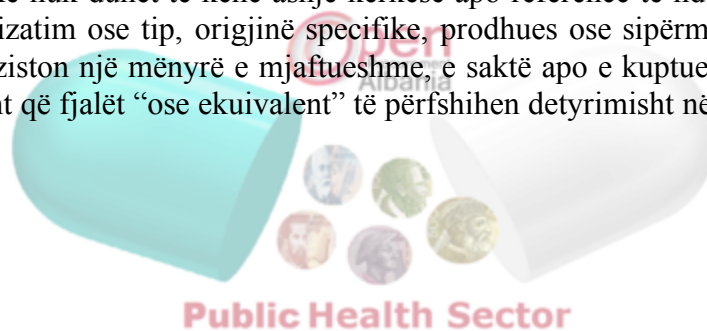 izatim ose tip, origjinë specifike, prodhues ose sipërm
Open
ziston një mënyrë e mjaftueshme, e saktë apo e kuptue
Albania
nt që fjalët “ose ekuivalent” të përfshihen detyrimisht në
Public Health Sector